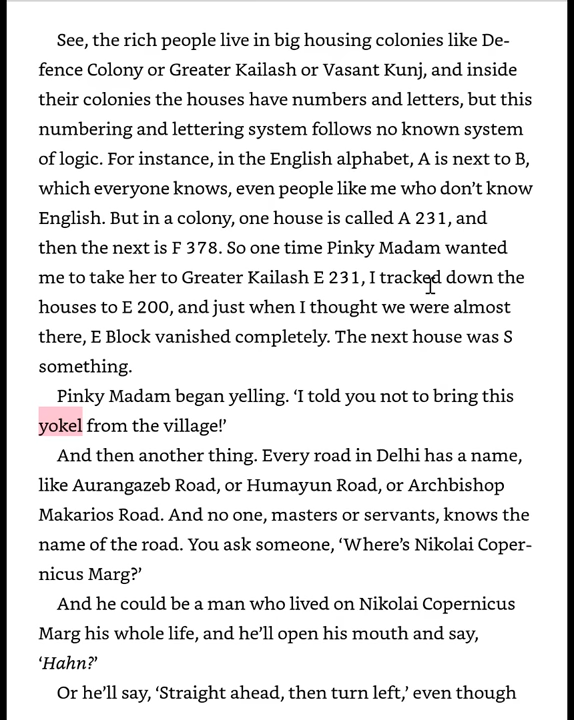 See, the rich people live in big housing colonies like De-
fence Colony or Greater Kailash or Vasant Kunj, and inside
their colonies the houses have numbers and letters, but this
numbering and lettering system follows no known system
of logic. For instance, in the English alphabet, A is next to B,
which everyone knows, even people like me who don’t know
English. But in a colony, one house is called A 231, and
then the next is F 378. So one time Pinky Madam wanted
me to take her to Greater Kailash E 231, I tracked down the
houses to E 200, and just when I thought we were almost
there, E Block vanished completely. The next house was S
something.
Pinky Madam began yelling. ‘I told you not to bring this
yokel from the village!’
And then another thing. Every road in Delhi has a name,
like Aurangazeb Road, or Humayun Road, or Archbishop
Makarios Road. And no one, masters or servants, knows the
name of the road. You ask someone, ‘Where’s Nikolai Coper-
nicus Marg?’
And he could be a man who lived on Nikolai Copernicus
Marg his whole life, and he’ll open his mouth and say,
‘Hahn?’
Or he’ll say, ‘Straight ahead, then turn left,’ even though